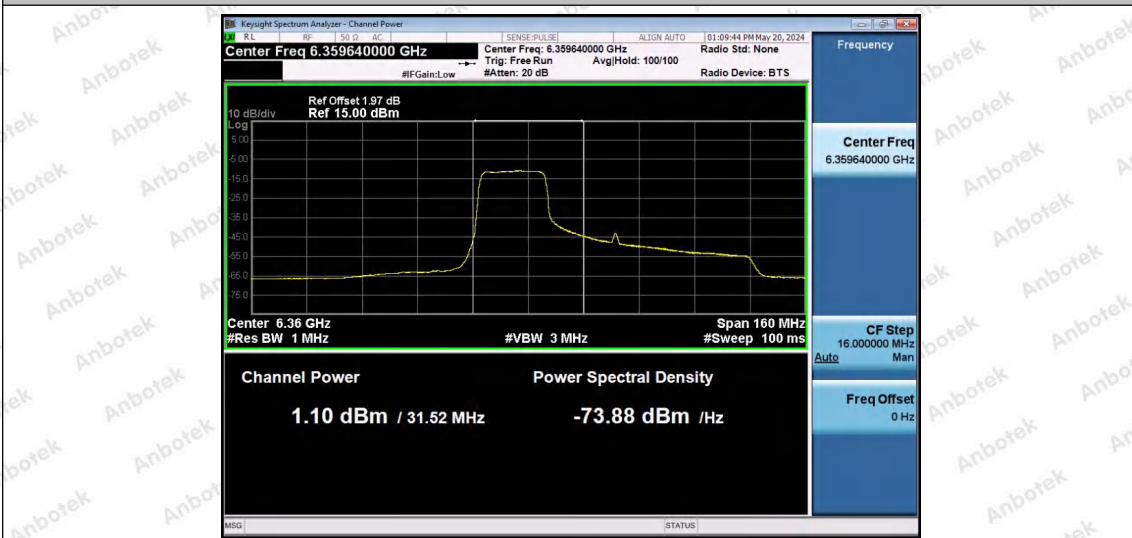 Keysight Spectrum Analyzer - Channel Power
RL RF 50 Ω AC SENSE:PULSE ALIGN AUTO 01:09:44 PM May 20, 2024
Center Freq 6.359640000 GHz
Center Freq: 6.359640000 GHz Radio Std: None
Trig: Free Run Avg|Hold: 100/100
#IFGain:Low #Atten: 20 dB Radio Device: BTS
Ref Offset 1.97 dB
10 dB/div Ref 15.00 dBm
Log
5.00
-5.00
-15.0
-25.0
-35.0
-45.0
-55.0
-65.0
-75.0
Center 6.36 GHz Span 160 MHz
#Res BW 1 MHz #VBW 3 MHz #Sweep 100 ms
Channel Power Power Spectral Density
1.10 dBm / 31.52 MHz -73.88 dBm /Hz
MSG STATUS
Frequency
Center Freq
6.359640000 GHz
CF Step
16.000000 MHz
Auto Man
Freq Offset
0 Hz
Anbotek